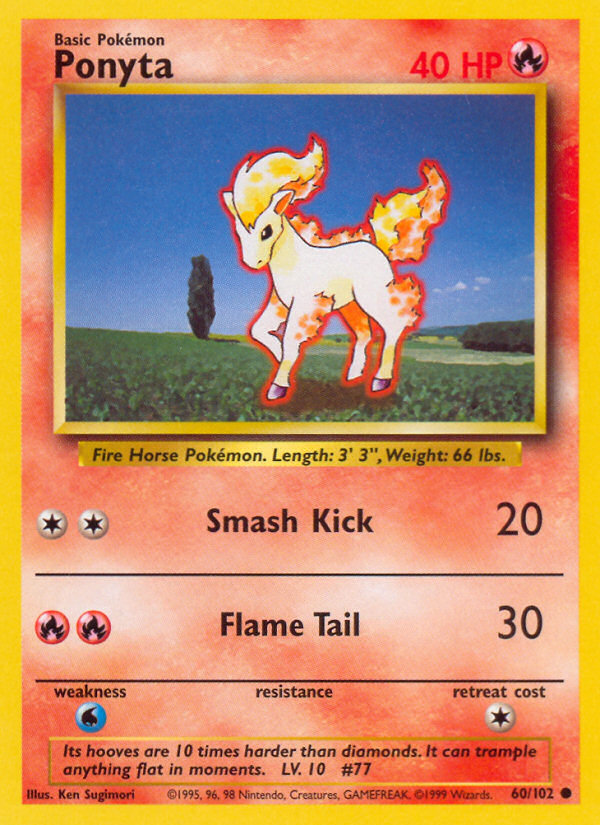 Basic Pokémon
Ponyta
40 HP
Fire Horse Pokémon. Length: 3' 3", Weight: 66 lbs.
Smash Kick 20
Flame Tail 30
weakness resistance retreat cost
Its hooves are 10 times harder than diamonds. It can trample
anything flat in moments. LV. 10 #77
Illus. Ken Sugimori ©1995, 96, 98 Nintendo, Creatures, GAMEFREAK. ©1999 Wizards. 60/102